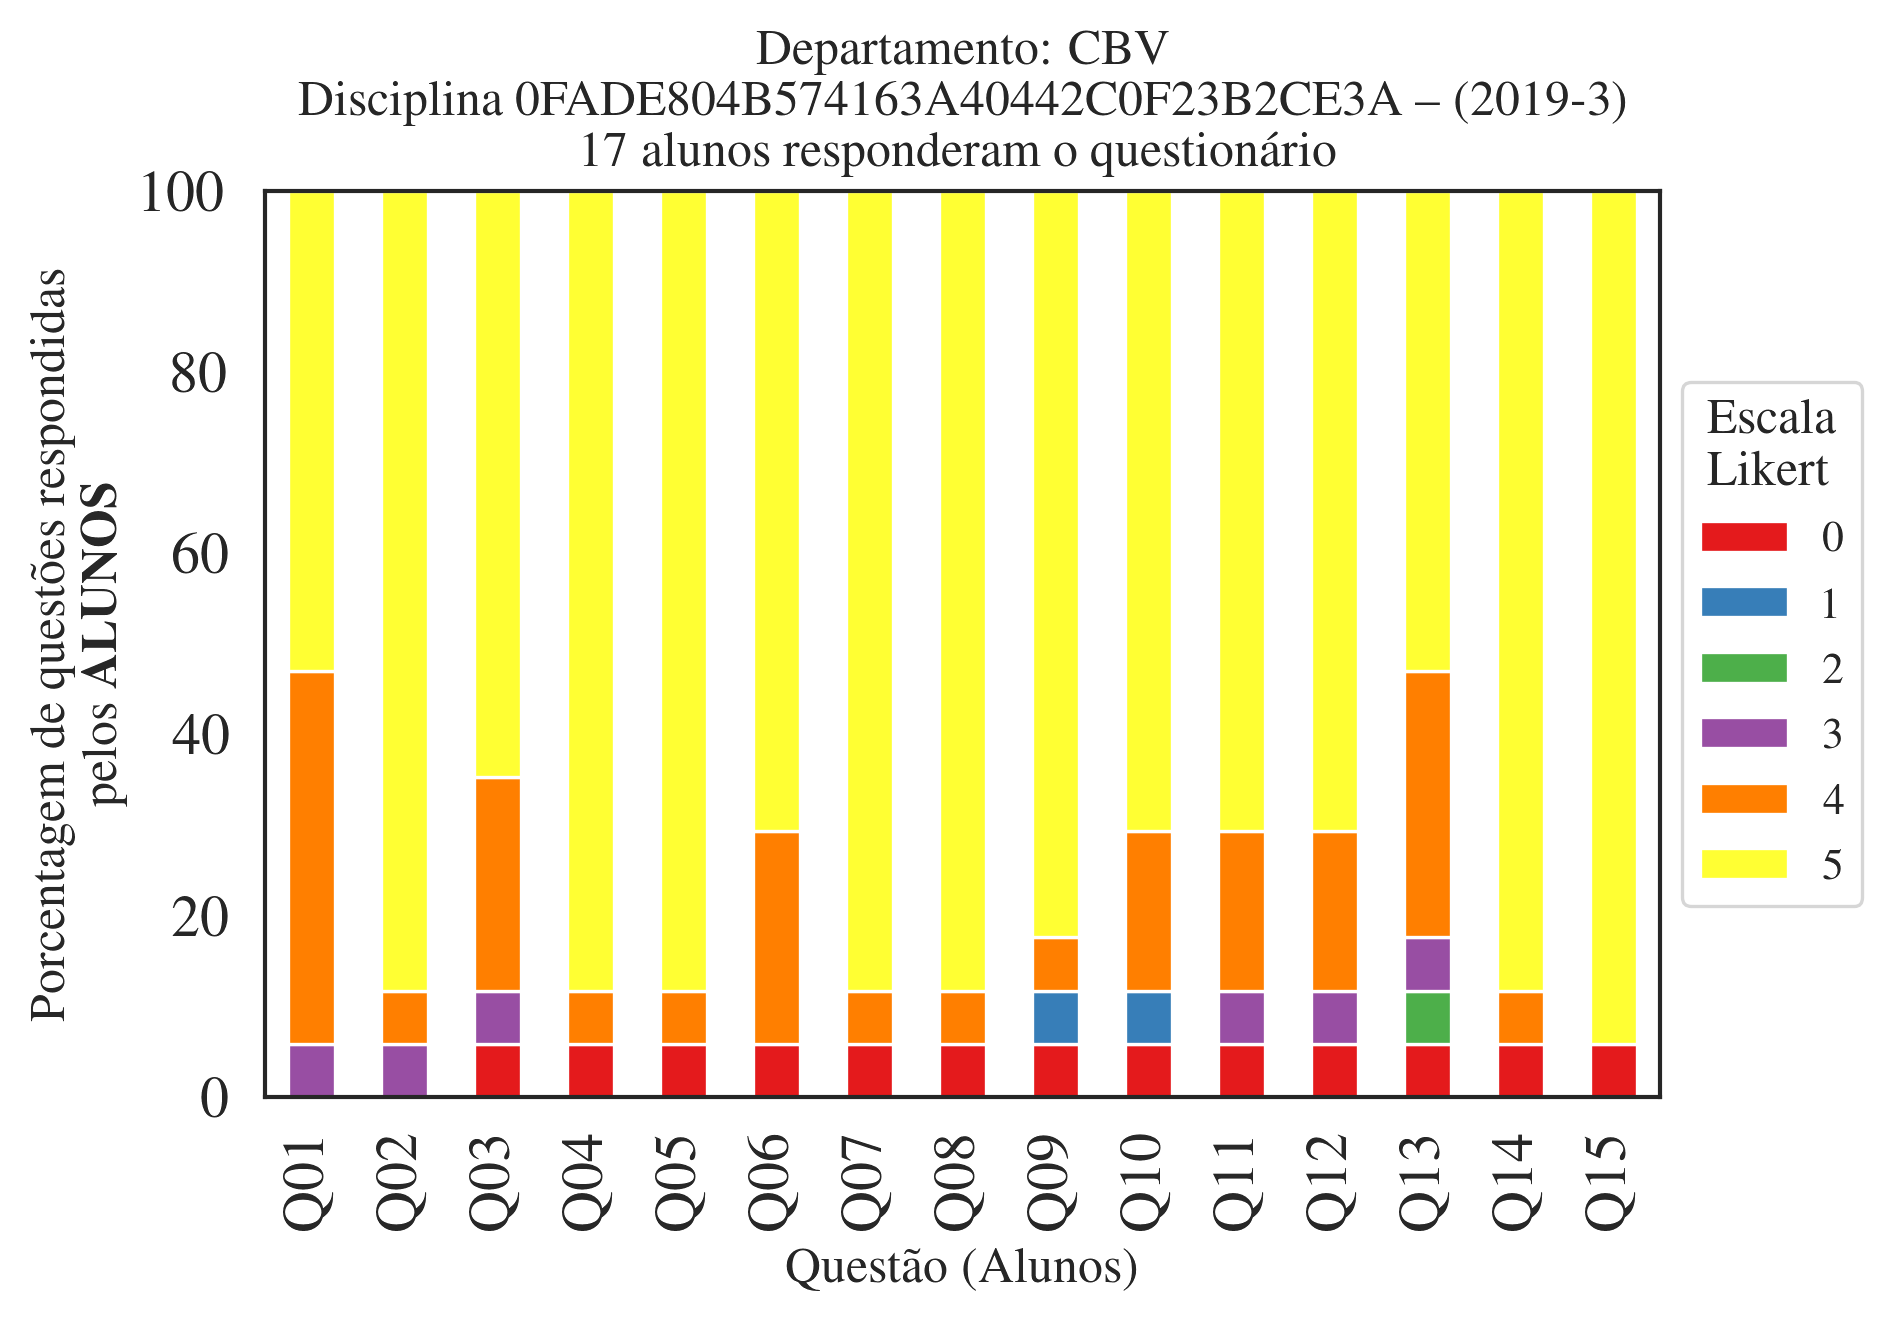 Departamento: CBV
Disciplina 0FADE804B574163A40442C0F23B2CE3A – (2019-3)
17 alunos responderam o questionário
Porcentagem de questões respondidas
pelos ALUNOS
100
80
60
40
20
0
Q01
Q02
Q03
Q04
Q05
Q06
Q07
Q08
Q09
Q10
Q11
Q12
Q13
Q14
Q15
Questão (Alunos)
Escala
Likert
0
1
2
3
4
5